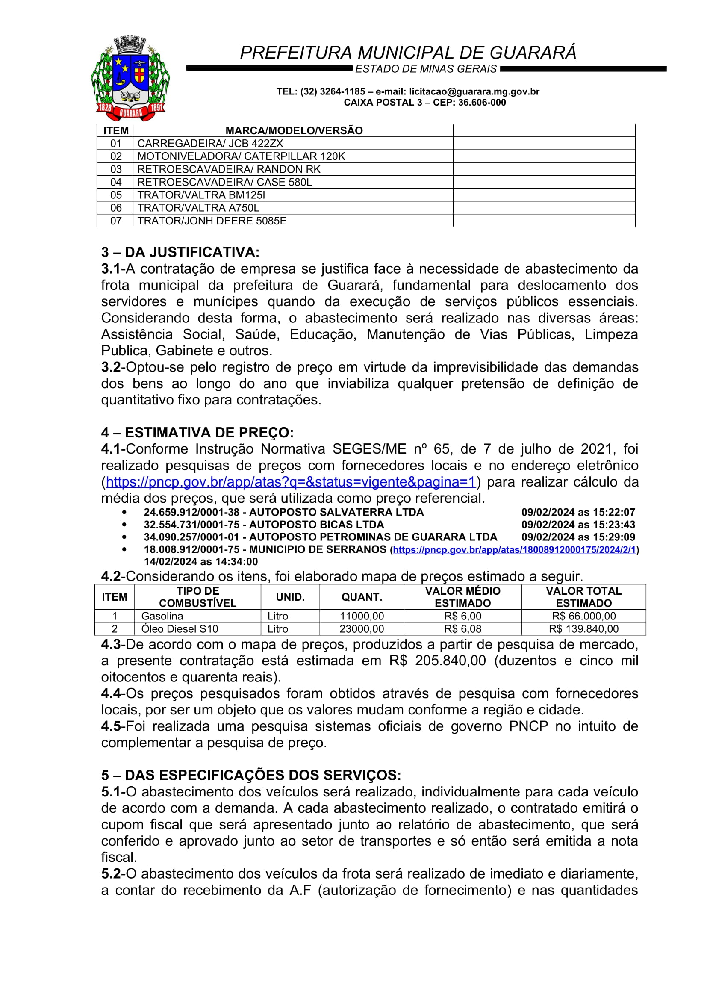 PREFEITURA MUNICIPAL DE GUARARÁ
ESTADO DE MINAS GERAIS
TEL: (32) 3264-1185 – e-mail: licitacao@guarara.mg.gov.br
CAIXA POSTAL 3 – CEP: 36.606-000
1828 GUARARÁ 1891
ITEM MARCA/MODELO/VERSÃO
01 CARREGADEIRA/ JCB 422ZX
02 MOTONIVELADORA/ CATERPILLAR 120K
03 RETROESCAVADEIRA/ RANDON RK
04 RETROESCAVADEIRA/ CASE 580L
05 TRATOR/VALTRA BM125I
06 TRATOR/VALTRA A750L
07 TRATOR/JONH DEERE 5085E
3 – DA JUSTIFICATIVA:
3.1-A contratação de empresa se justifica face à necessidade de abastecimento da
frota municipal da prefeitura de Guarará, fundamental para deslocamento dos
servidores e munícipes quando da execução de serviços públicos essenciais.
Considerando desta forma, o abastecimento será realizado nas diversas áreas:
Assistência Social, Saúde, Educação, Manutenção de Vias Públicas, Limpeza
Publica, Gabinete e outros.
3.2-Optou-se pelo registro de preço em virtude da imprevisibilidade das demandas
dos bens ao longo do ano que inviabiliza qualquer pretensão de definição de
quantitativo fixo para contratações.
4 – ESTIMATIVA DE PREÇO:
4.1-Conforme Instrução Normativa SEGES/ME nº 65, de 7 de julho de 2021, foi
realizado pesquisas de preços com fornecedores locais e no endereço eletrônico
(https://pncp.gov.br/app/atas?q=&status=vigente&pagina=1) para realizar cálculo da
média dos preços, que será utilizada como preço referencial.
• 24.659.912/0001-38 - AUTOPOSTO SALVATERRA LTDA 09/02/2024 as 15:22:07
• 32.554.731/0001-75 - AUTOPOSTO BICAS LTDA 09/02/2024 as 15:23:43
• 34.090.257/0001-01 - AUTOPOSTO PETROMINAS DE GUARARA LTDA 09/02/2024 as 15:29:09
• 18.008.912/0001-75 - MUNICIPIO DE SERRANOS (https://pncp.gov.br/app/atas/18008912000175/2024/2/1)
14/02/2024 as 14:34:00
4.2-Considerando os itens, foi elaborado mapa de preços estimado a seguir.
ITEM TIPO DE COMBUSTÍVEL UNID. QUANT. VALOR MÉDIO ESTIMADO VALOR TOTAL ESTIMADO
1 Gasolina Litro 11000,00 R$ 6,00 R$ 66.000,00
2 Óleo Diesel S10 Litro 23000,00 R$ 6,08 R$ 139.840,00
4.3-De acordo com o mapa de preços, produzidos a partir de pesquisa de mercado,
a presente contratação está estimada em R$ 205.840,00 (duzentos e cinco mil
oitocentos e quarenta reais).
4.4-Os preços pesquisados foram obtidos através de pesquisa com fornecedores
locais, por ser um objeto que os valores mudam conforme a região e cidade.
4.5-Foi realizada uma pesquisa sistemas oficiais de governo PNCP no intuito de
complementar a pesquisa de preço.
5 – DAS ESPECIFICAÇÕES DOS SERVIÇOS:
5.1-O abastecimento dos veículos será realizado, individualmente para cada veículo
de acordo com a demanda. A cada abastecimento realizado, o contratado emitirá o
cupom fiscal que será apresentado junto ao relatório de abastecimento, que será
conferido e aprovado junto ao setor de transportes e só então será emitida a nota
fiscal.
5.2-O abastecimento dos veículos da frota será realizado de imediato e diariamente,
a contar do recebimento da A.F (autorização de fornecimento) e nas quantidades